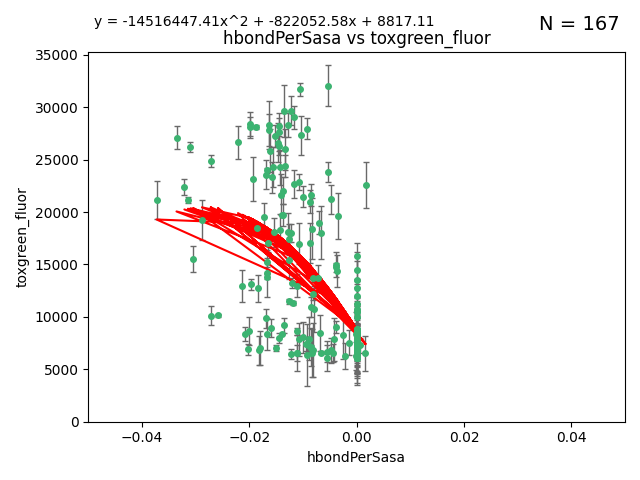 y = -14516447.41x^2 + -822052.58x + 8817.11
N = 167
hbondPerSasa vs toxgreen_fluor
toxgreen_fluor
35000
30000
25000
20000
15000
10000
5000
0
-0.04
-0.02
0.00
0.02
0.04
hbondPerSasa